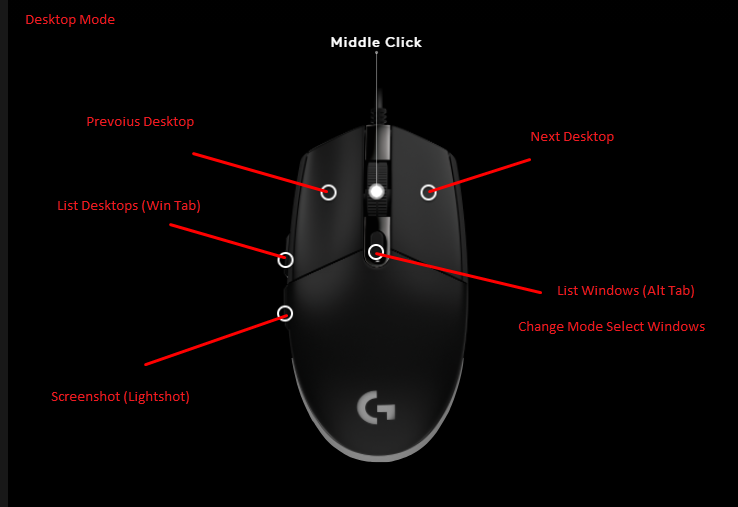 Desktop Mode
Middle Click
Prevoius Desktop
Next Desktop
List Desktops (Win Tab)
List Windows (Alt Tab)
Change Mode Select Windows
Screenshot (Lightshot)
G